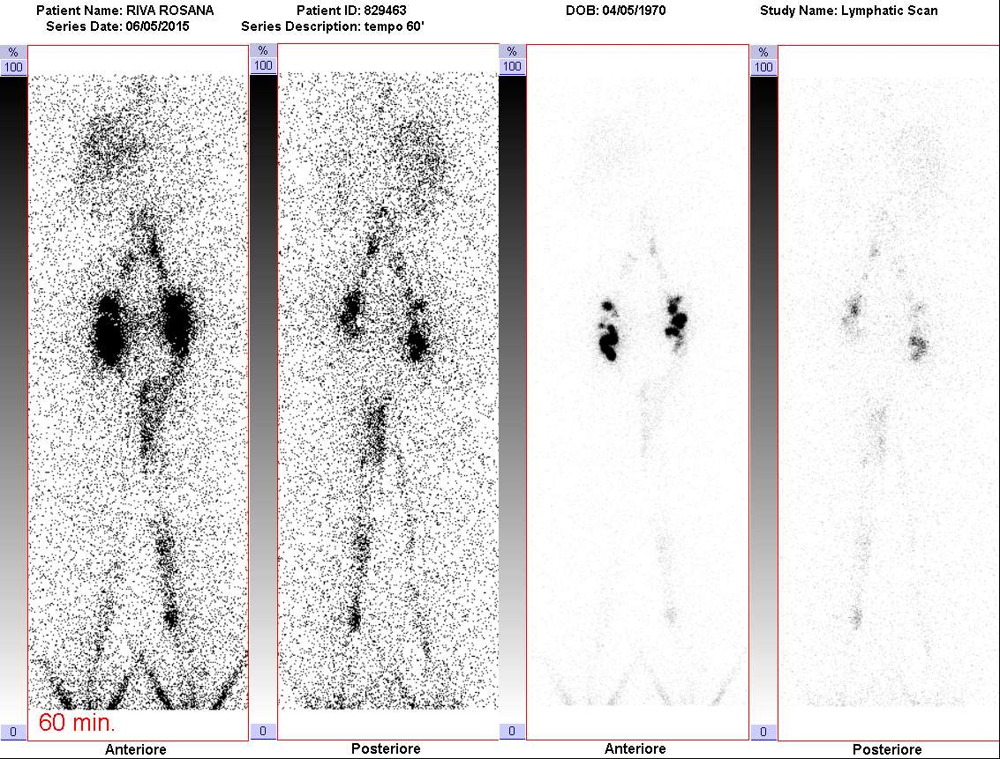 Patient Name: RIVA ROSANA Patient ID: 829463 DOB: 04/05/1970 Study Name: Lymphatic Scan
Series Date: 06/05/2015 Series Description: tempo 60'
% % % %
100 100 100 100
60 min.
0 0 0 0
Anteriore Posteriore Anteriore Posteriore